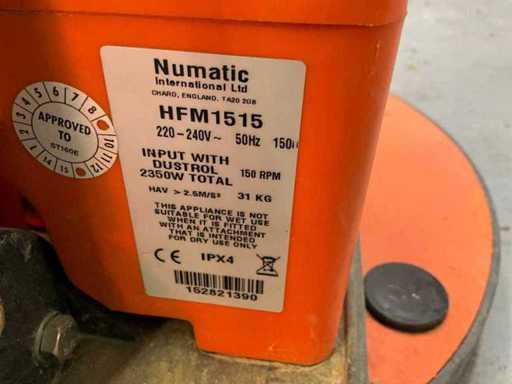 Numatic
International Ltd
CHARD, ENGLAND, TA20 2GB
HFM1515
220-240V~ 50Hz
INPUT WITH
DUSTROL 150 RPM
2350W TOTAL
HAV > 2.5M/S² 31 KG
THIS APPLIANCE IS NOT
SUITABLE FOR WET USE
WHEN IT IS FITTED
WITH AN ATTACHMENT
THAT IS INTENDED
FOR DRY USE ONLY
CE IPX4
152821390
APPROVED
TO